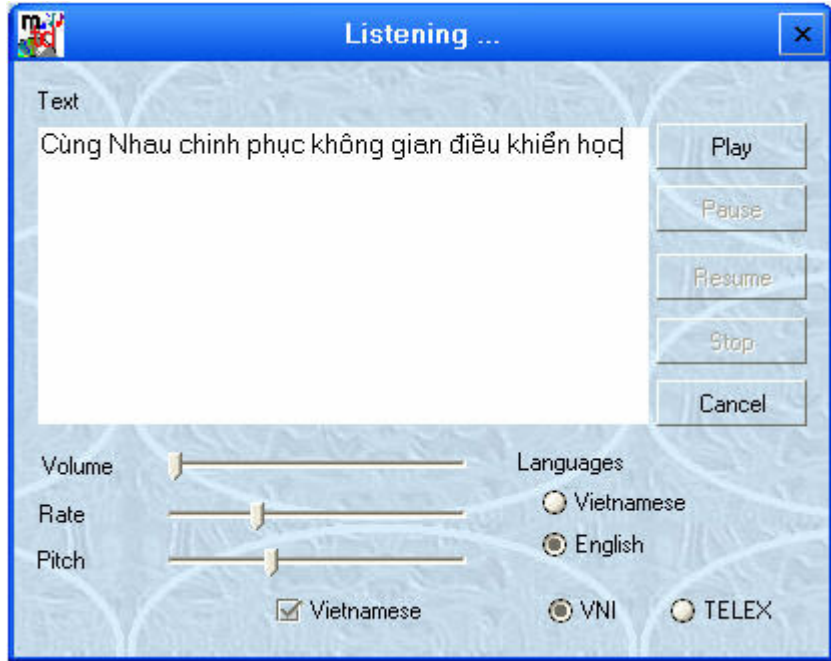 Listening ...
Text
Cùng Nhau chinh phục không gian điều khiển học
Play
Pause
Resume
Stop
Cancel
Volume
Rate
Pitch
Languages
Vietnamese
English
Vietnamese
VNI
TELEX